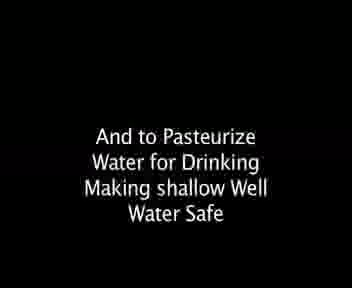 And to Pasteurize
Water for Drinking
Making shallow Well
Water Safe